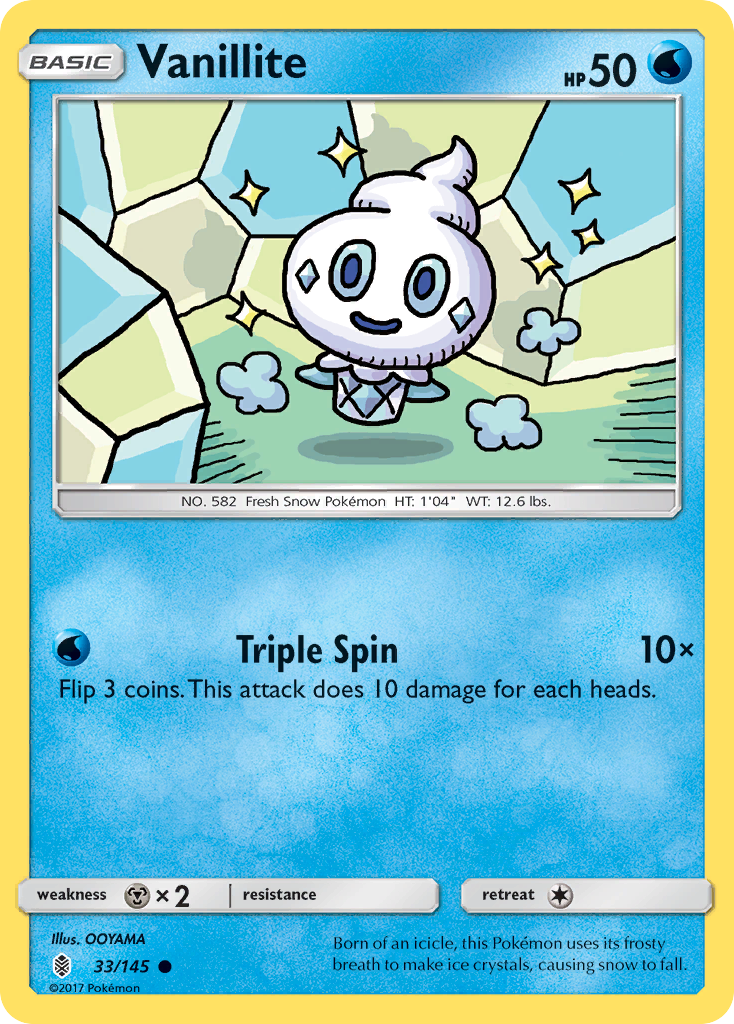 BASIC Vanillite HP 50
NO. 582 Fresh Snow Pokémon HT: 1'04" WT: 12.6 lbs.
Triple Spin 10×
Flip 3 coins. This attack does 10 damage for each heads.
weakness × 2 resistance retreat
Illus. OOYAMA
33/145
©2017 Pokémon
Born of an icicle, this Pokémon uses its frosty
breath to make ice crystals, causing snow to fall.